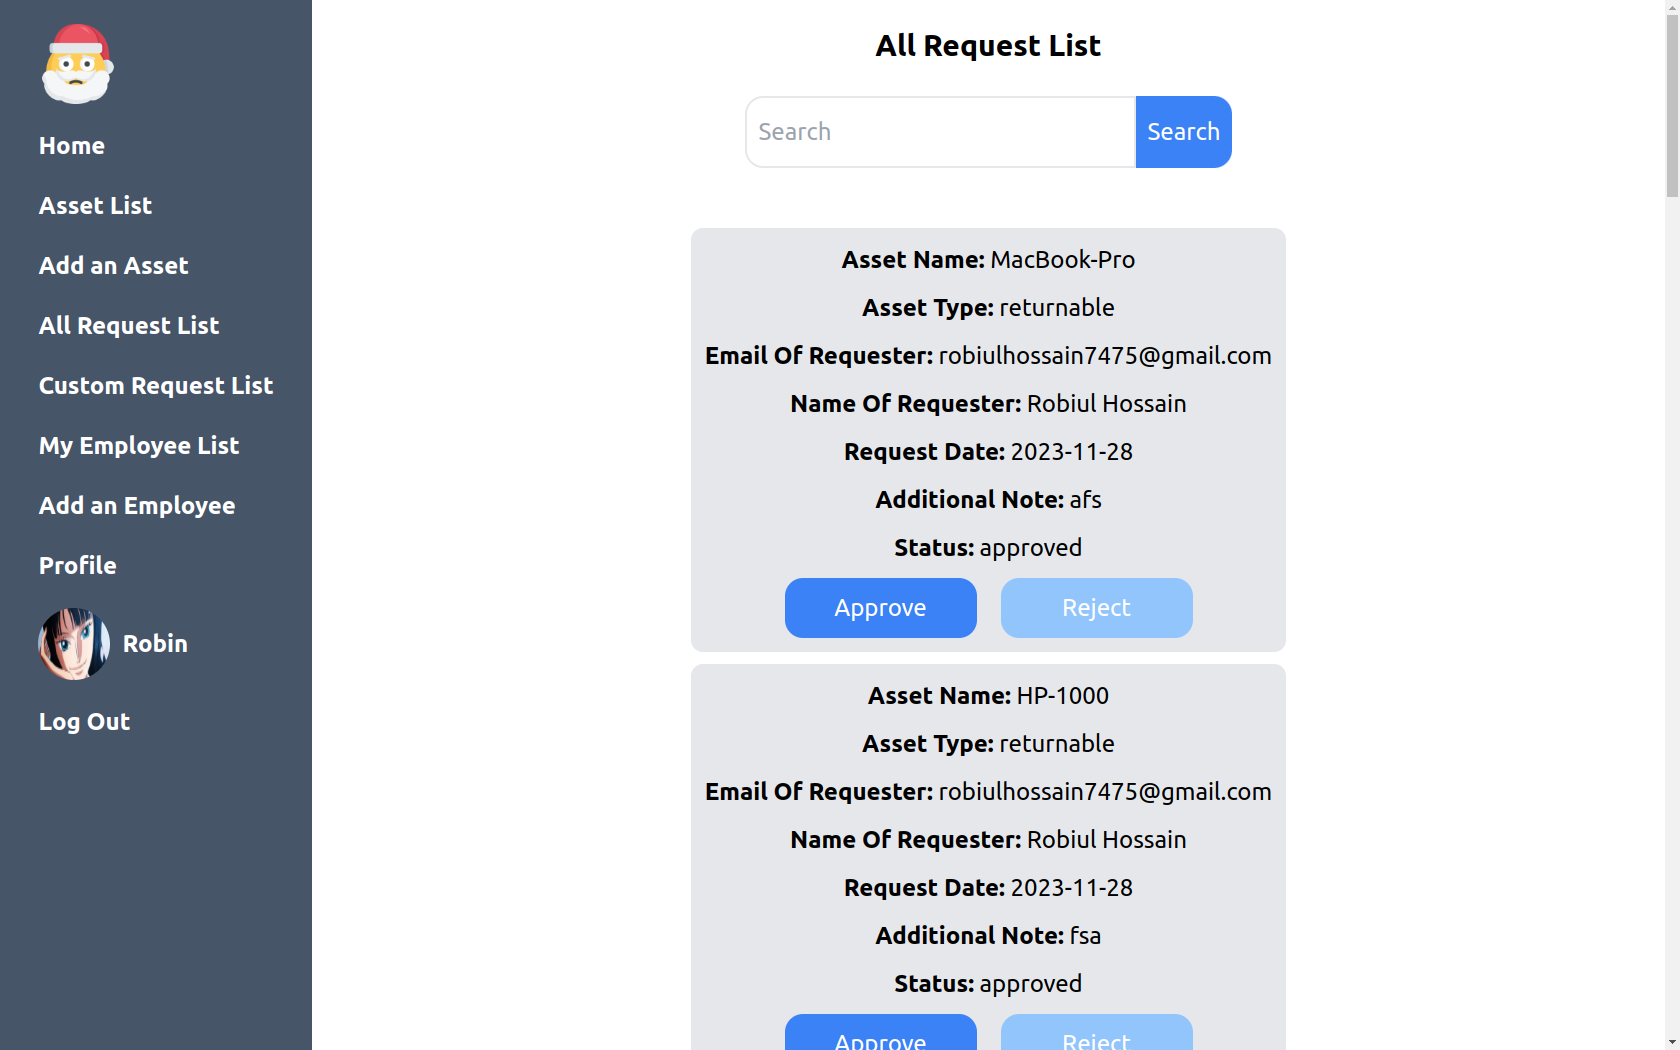 Home
Asset List
Add an Asset
All Request List
Custom Request List
My Employee List
Add an Employee
Profile
Robin
Log Out
All Request List
Search Search
Asset Name: MacBook-Pro
Asset Type: returnable
Email Of Requester: robiulhossain7475@gmail.com
Name Of Requester: Robiul Hossain
Request Date: 2023-11-28
Additional Note: afs
Status: approved
Approve Reject
Asset Name: HP-1000
Asset Type: returnable
Email Of Requester: robiulhossain7475@gmail.com
Name Of Requester: Robiul Hossain
Request Date: 2023-11-28
Additional Note: fsa
Status: approved
Approve Reject